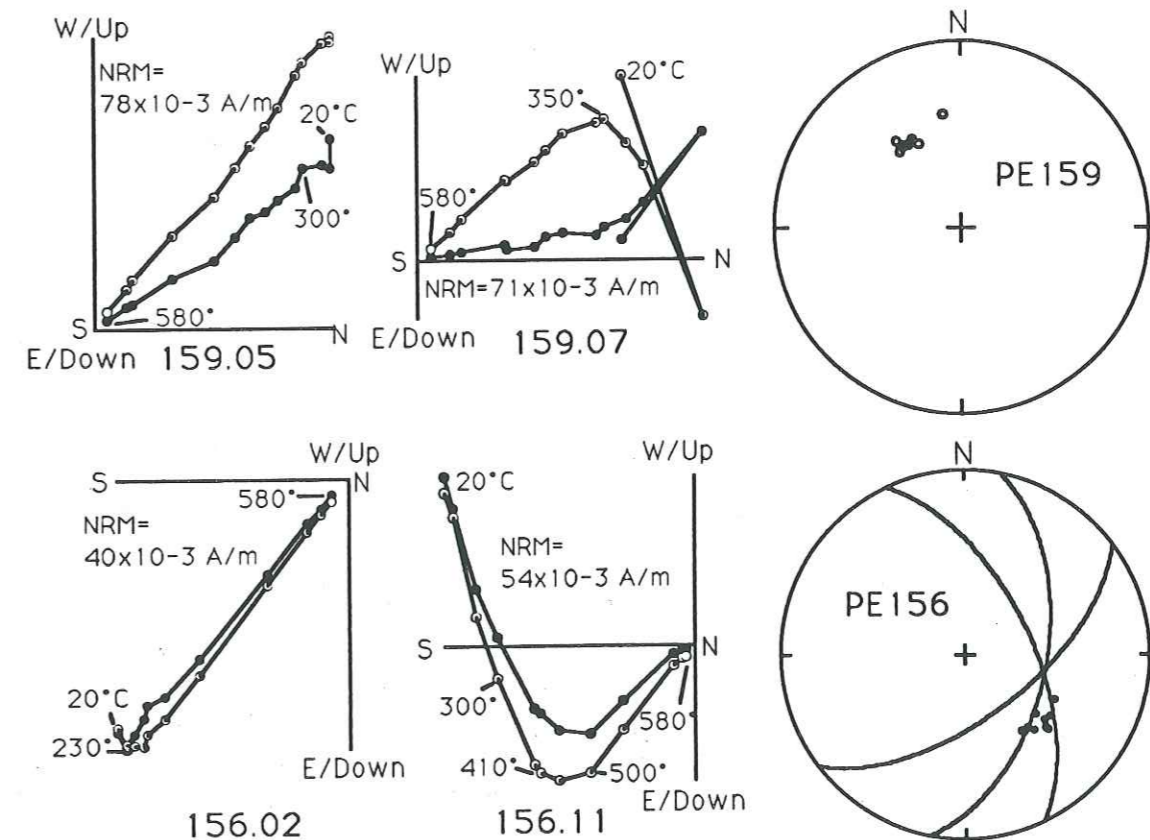 W/Up
NRM=
78x10-3 A/m
20°C
300°
580°
S
N
E/Down
159.05
W/Up
20°C
350°
580°
S
N
NRM=71x10-3 A/m
E/Down
159.07
N
PE159
W/Up
S
N
580°
NRM=
40x10-3 A/m
20°C
230°
E/Down
156.02
W/Up
20°C
NRM=
54x10-3 A/m
S
N
300°
580°
410°
500°
E/Down
156.11
N
PE156